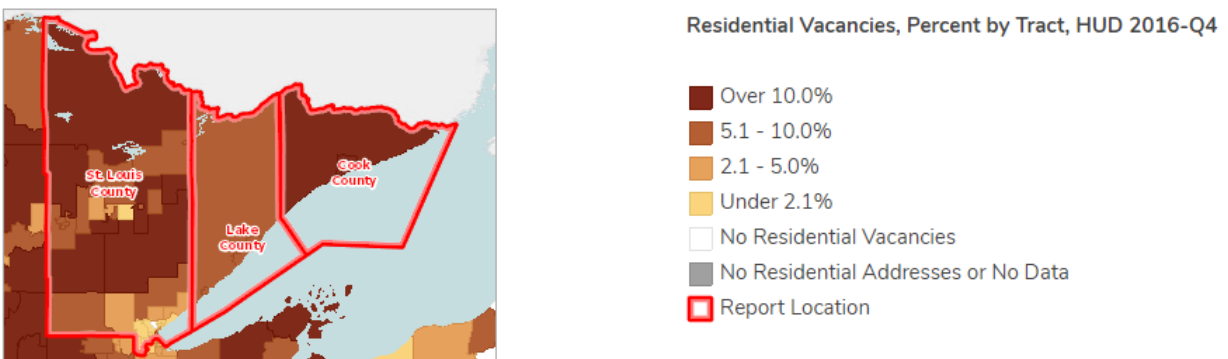 Residential Vacancies, Percent by Tract, HUD 2016-Q4
Over 10.0%
5.1 - 10.0%
2.1 - 5.0%
Under 2.1%
No Residential Vacancies
No Residential Addresses or No Data
Report Location
St. Louis
County
Lake
County
Cook
County